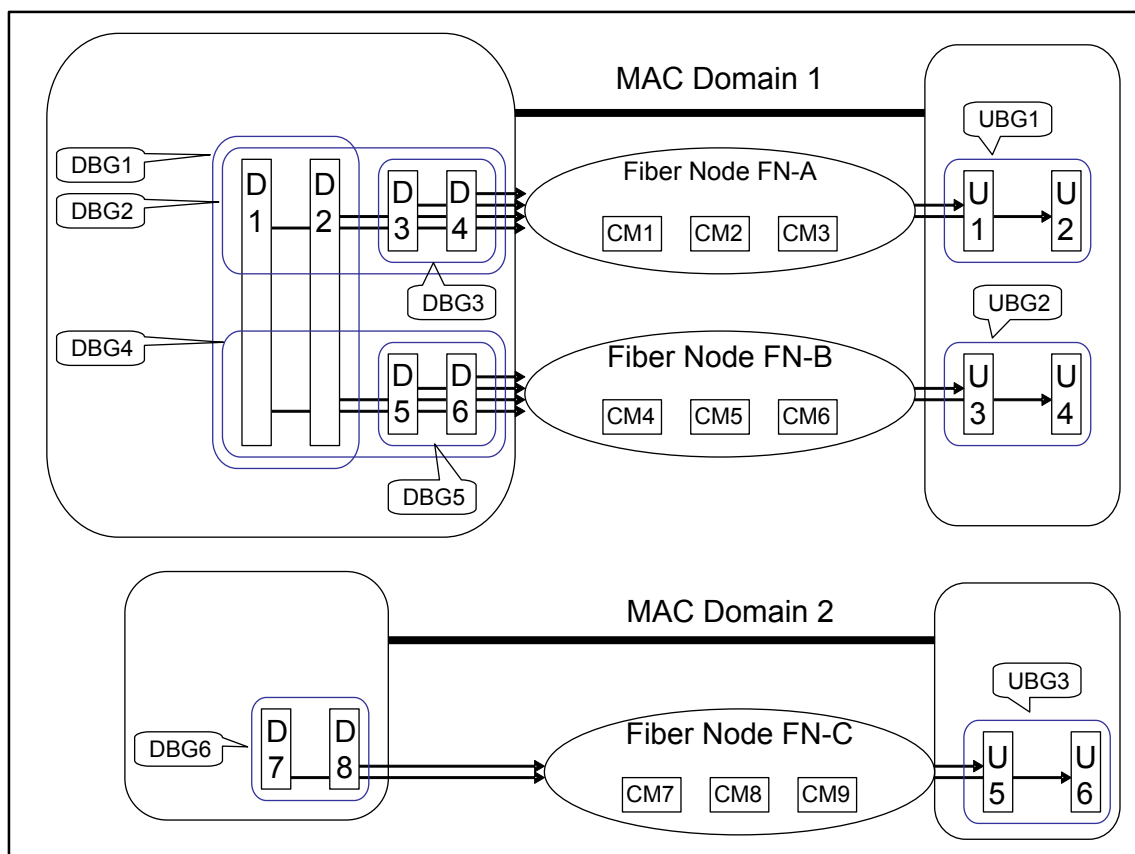 MAC Domain 1
DBG1
DBG2
D
1
D
2
D
3
D
4
DBG3
Fiber Node FN-A
CM1
CM2
CM3
UBG1
U
1
U
2
DBG4
D
5
D
6
DBG5
Fiber Node FN-B
CM4
CM5
CM6
UBG2
U
3
U
4
MAC Domain 2
DBG6
D
7
D
8
Fiber Node FN-C
CM7
CM8
CM9
UBG3
U
5
U
6